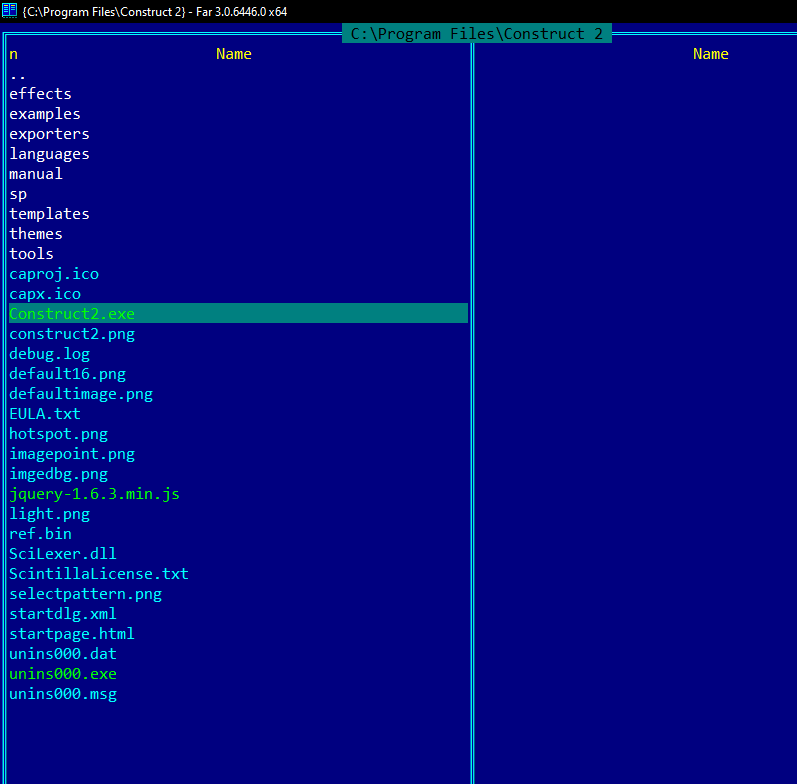 {C:\Program Files\Construct 2} - Far 3.0.6446.0 x64
C:\Program Files\Construct 2
n Name Name
..
effects
examples
exporters
languages
manual
sp
templates
themes
tools
caproj.ico
capx.ico
Construct2.exe
construct2.png
debug.log
default16.png
defaultimage.png
EULA.txt
hotspot.png
imagepoint.png
imgedbg.png
jquery-1.6.3.min.js
light.png
ref.bin
SciLexer.dll
ScintillaLicense.txt
selectpattern.png
startdlg.xml
startpage.html
unins000.dat
unins000.exe
unins000.msg